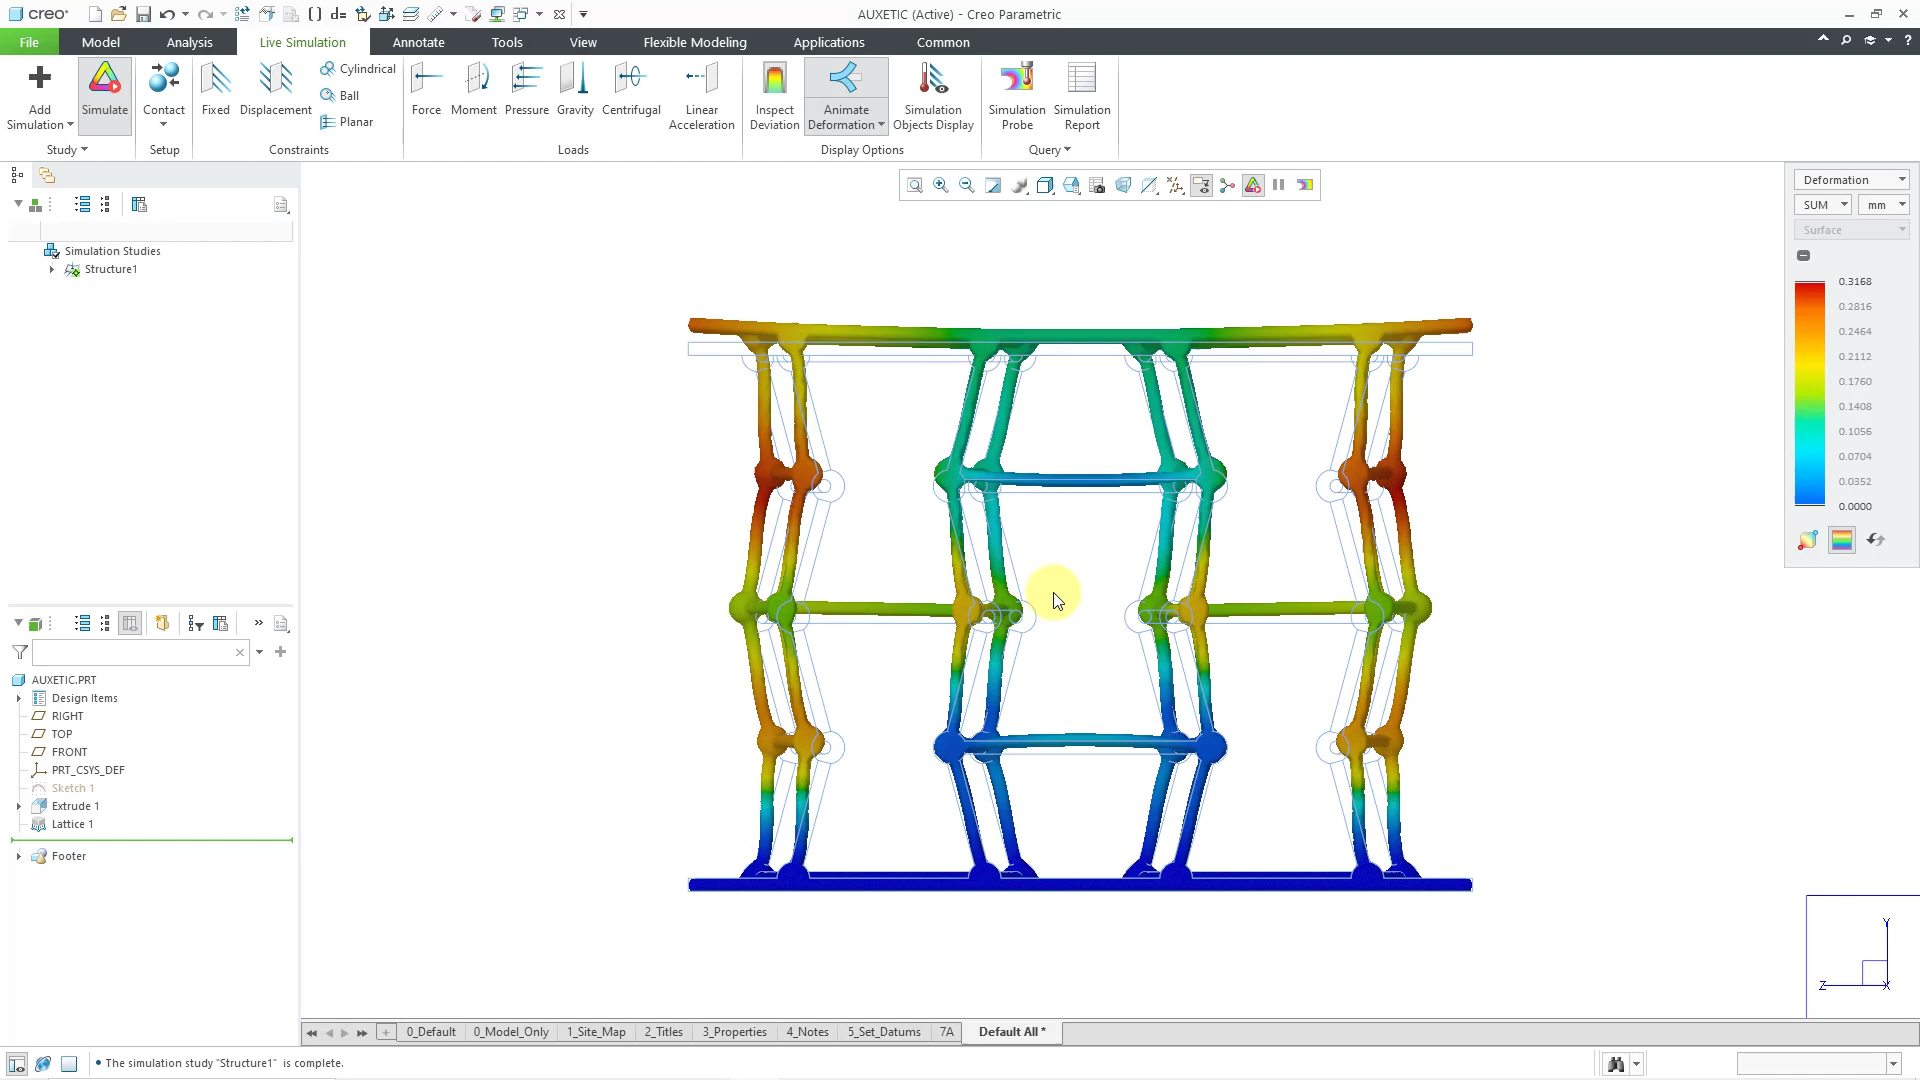 creo
AUXETIC (Active) - Creo Parametric
File Model Analysis Live Simulation Annotate Tools View Flexible Modeling Applications Common
Add Simulation
Simulate
Contact
Fixed
Displacement
Cylindrical
Ball
Planar
Force
Moment
Pressure
Gravity
Centrifugal
Linear Acceleration
Inspect Deviation
Animate Deformation
Simulation Objects Display
Simulation Probe
Simulation Report
Study Setup Constraints Loads Display Options Query
Simulation Studies
Structure1
AUXETIC.PRT
Design Items
RIGHT
TOP
FRONT
PRT_CSYS_DEF
Sketch 1
Extrude 1
Lattice 1
Footer
Deformation
SUM mm
Surface
0.3168
0.2816
0.2464
0.2112
0.1760
0.1408
0.1056
0.0704
0.0352
0.0000
Y
Z X
0_Default 0_Model_Only 1_Site_Map 2_Titles 3_Properties 4_Notes 5_Set_Datums 7A Default All *
• The simulation study "Structure1" is complete.